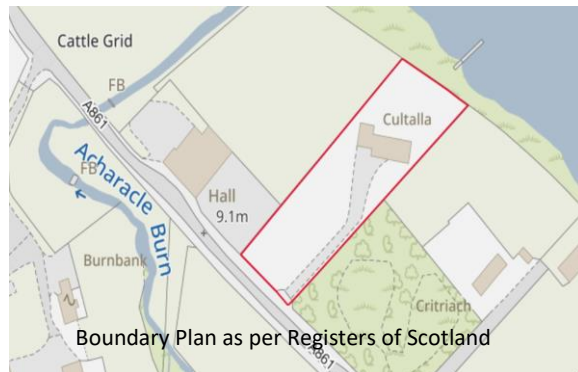 Cattle Grid
FB
A861
Cultalla
FB
Acharacle Burn
Hall
9.1m
Burnbank
2
Critriach
A861
Boundary Plan as per Registers of Scotland